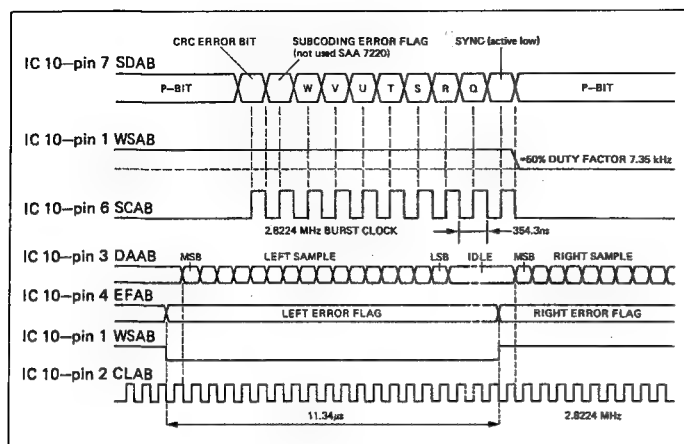 CRC ERROR BIT
SUBCODING ERROR FLAG
(not used SAA 7220)
SYNC (active low)
IC 10-pin 7 SDAB
P-BIT W V U T S R Q P-BIT
IC 10-pin 1 WSAB
≈50% DUTY FACTOR 7.35 kHz
IC 10-pin 6 SCAB
2.8224 MHz BURST CLOCK
354.3ns
IC 10-pin 3 DAAB
MSB LEFT SAMPLE LSB IDLE MSB RIGHT SAMPLE
IC 10-pin 4 EFAB
LEFT ERROR FLAG RIGHT ERROR FLAG
IC 10-pin 1 WSAB
IC 10-pin 2 CLAB
11.34μs 2.8224 MHz